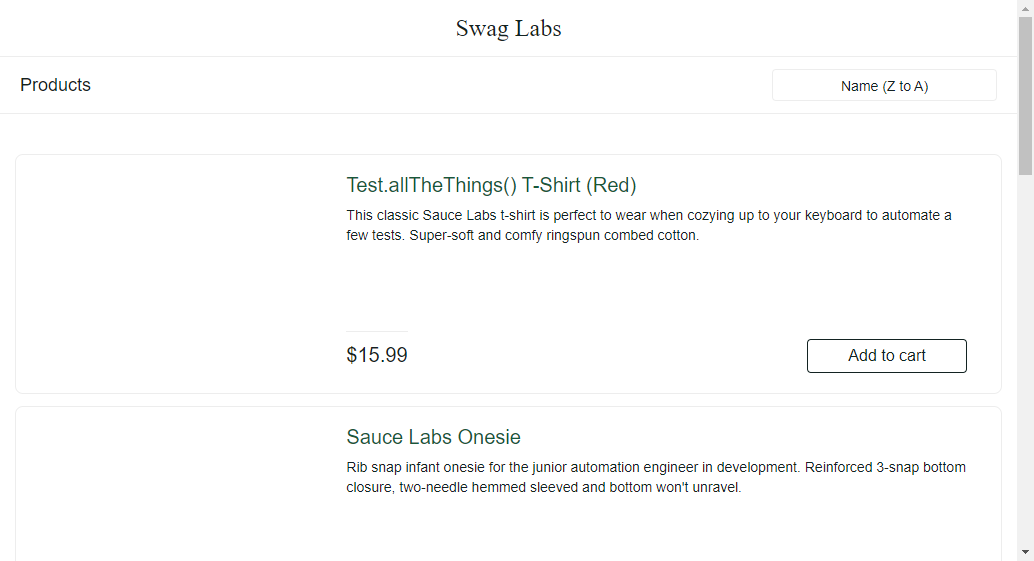 Swag Labs
Products
Name (Z to A)
Test.allTheThings() T-Shirt (Red)
This classic Sauce Labs t-shirt is perfect to wear when cozying up to your keyboard to automate a
few tests. Super-soft and comfy ringspun combed cotton.
$15.99
Add to cart
Sauce Labs Onesie
Rib snap infant onesie for the junior automation engineer in development. Reinforced 3-snap bottom
closure, two-needle hemmed sleeved and bottom won't unravel.